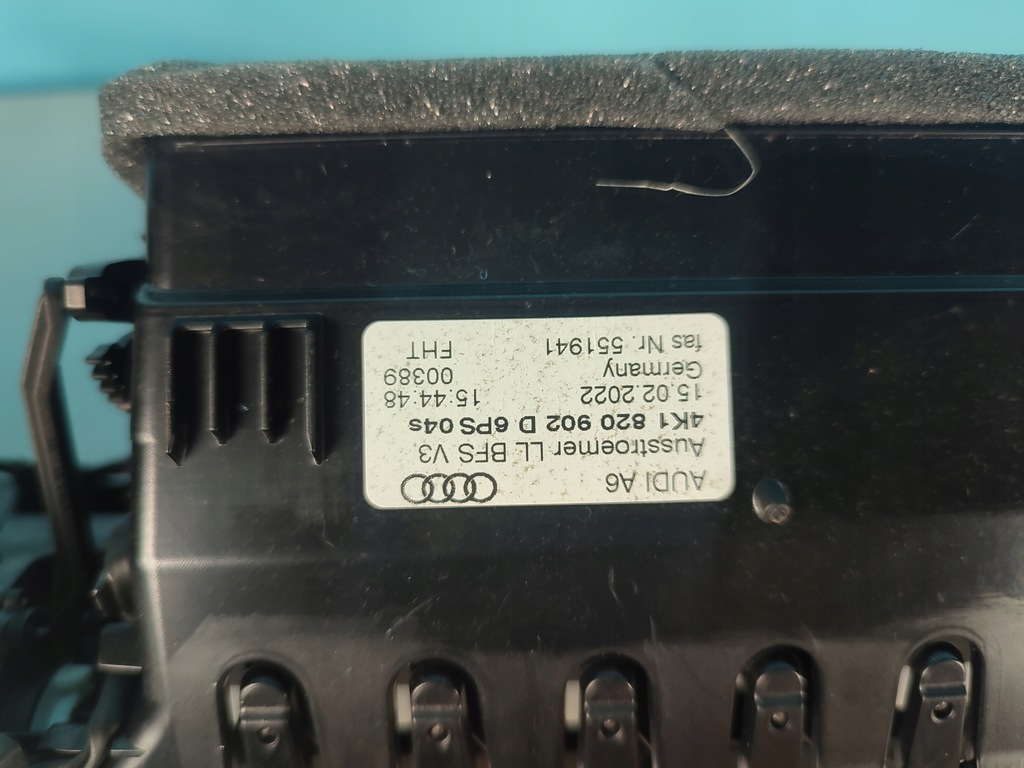 AUDI A6
Ausstroemer LL BFS V3
4K1 820 902 D 6PS 04s
15.02.2022 15:44:48
Germany 00389
fas Nr. 551941 FHT